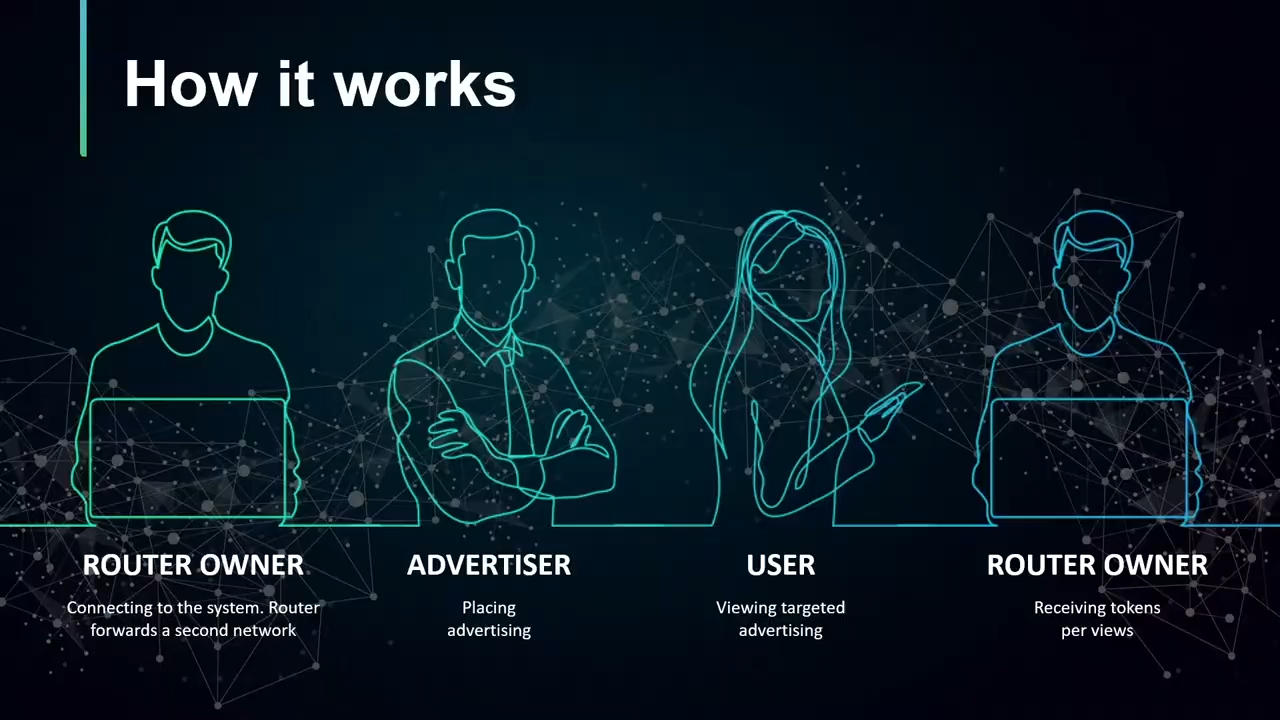 How it works
ROUTER OWNER
Connecting to the system. Router
forwards a second network
ADVERTISER
Placing
advertising
USER
Viewing targeted
advertising
ROUTER OWNER
Receiving tokens
per views